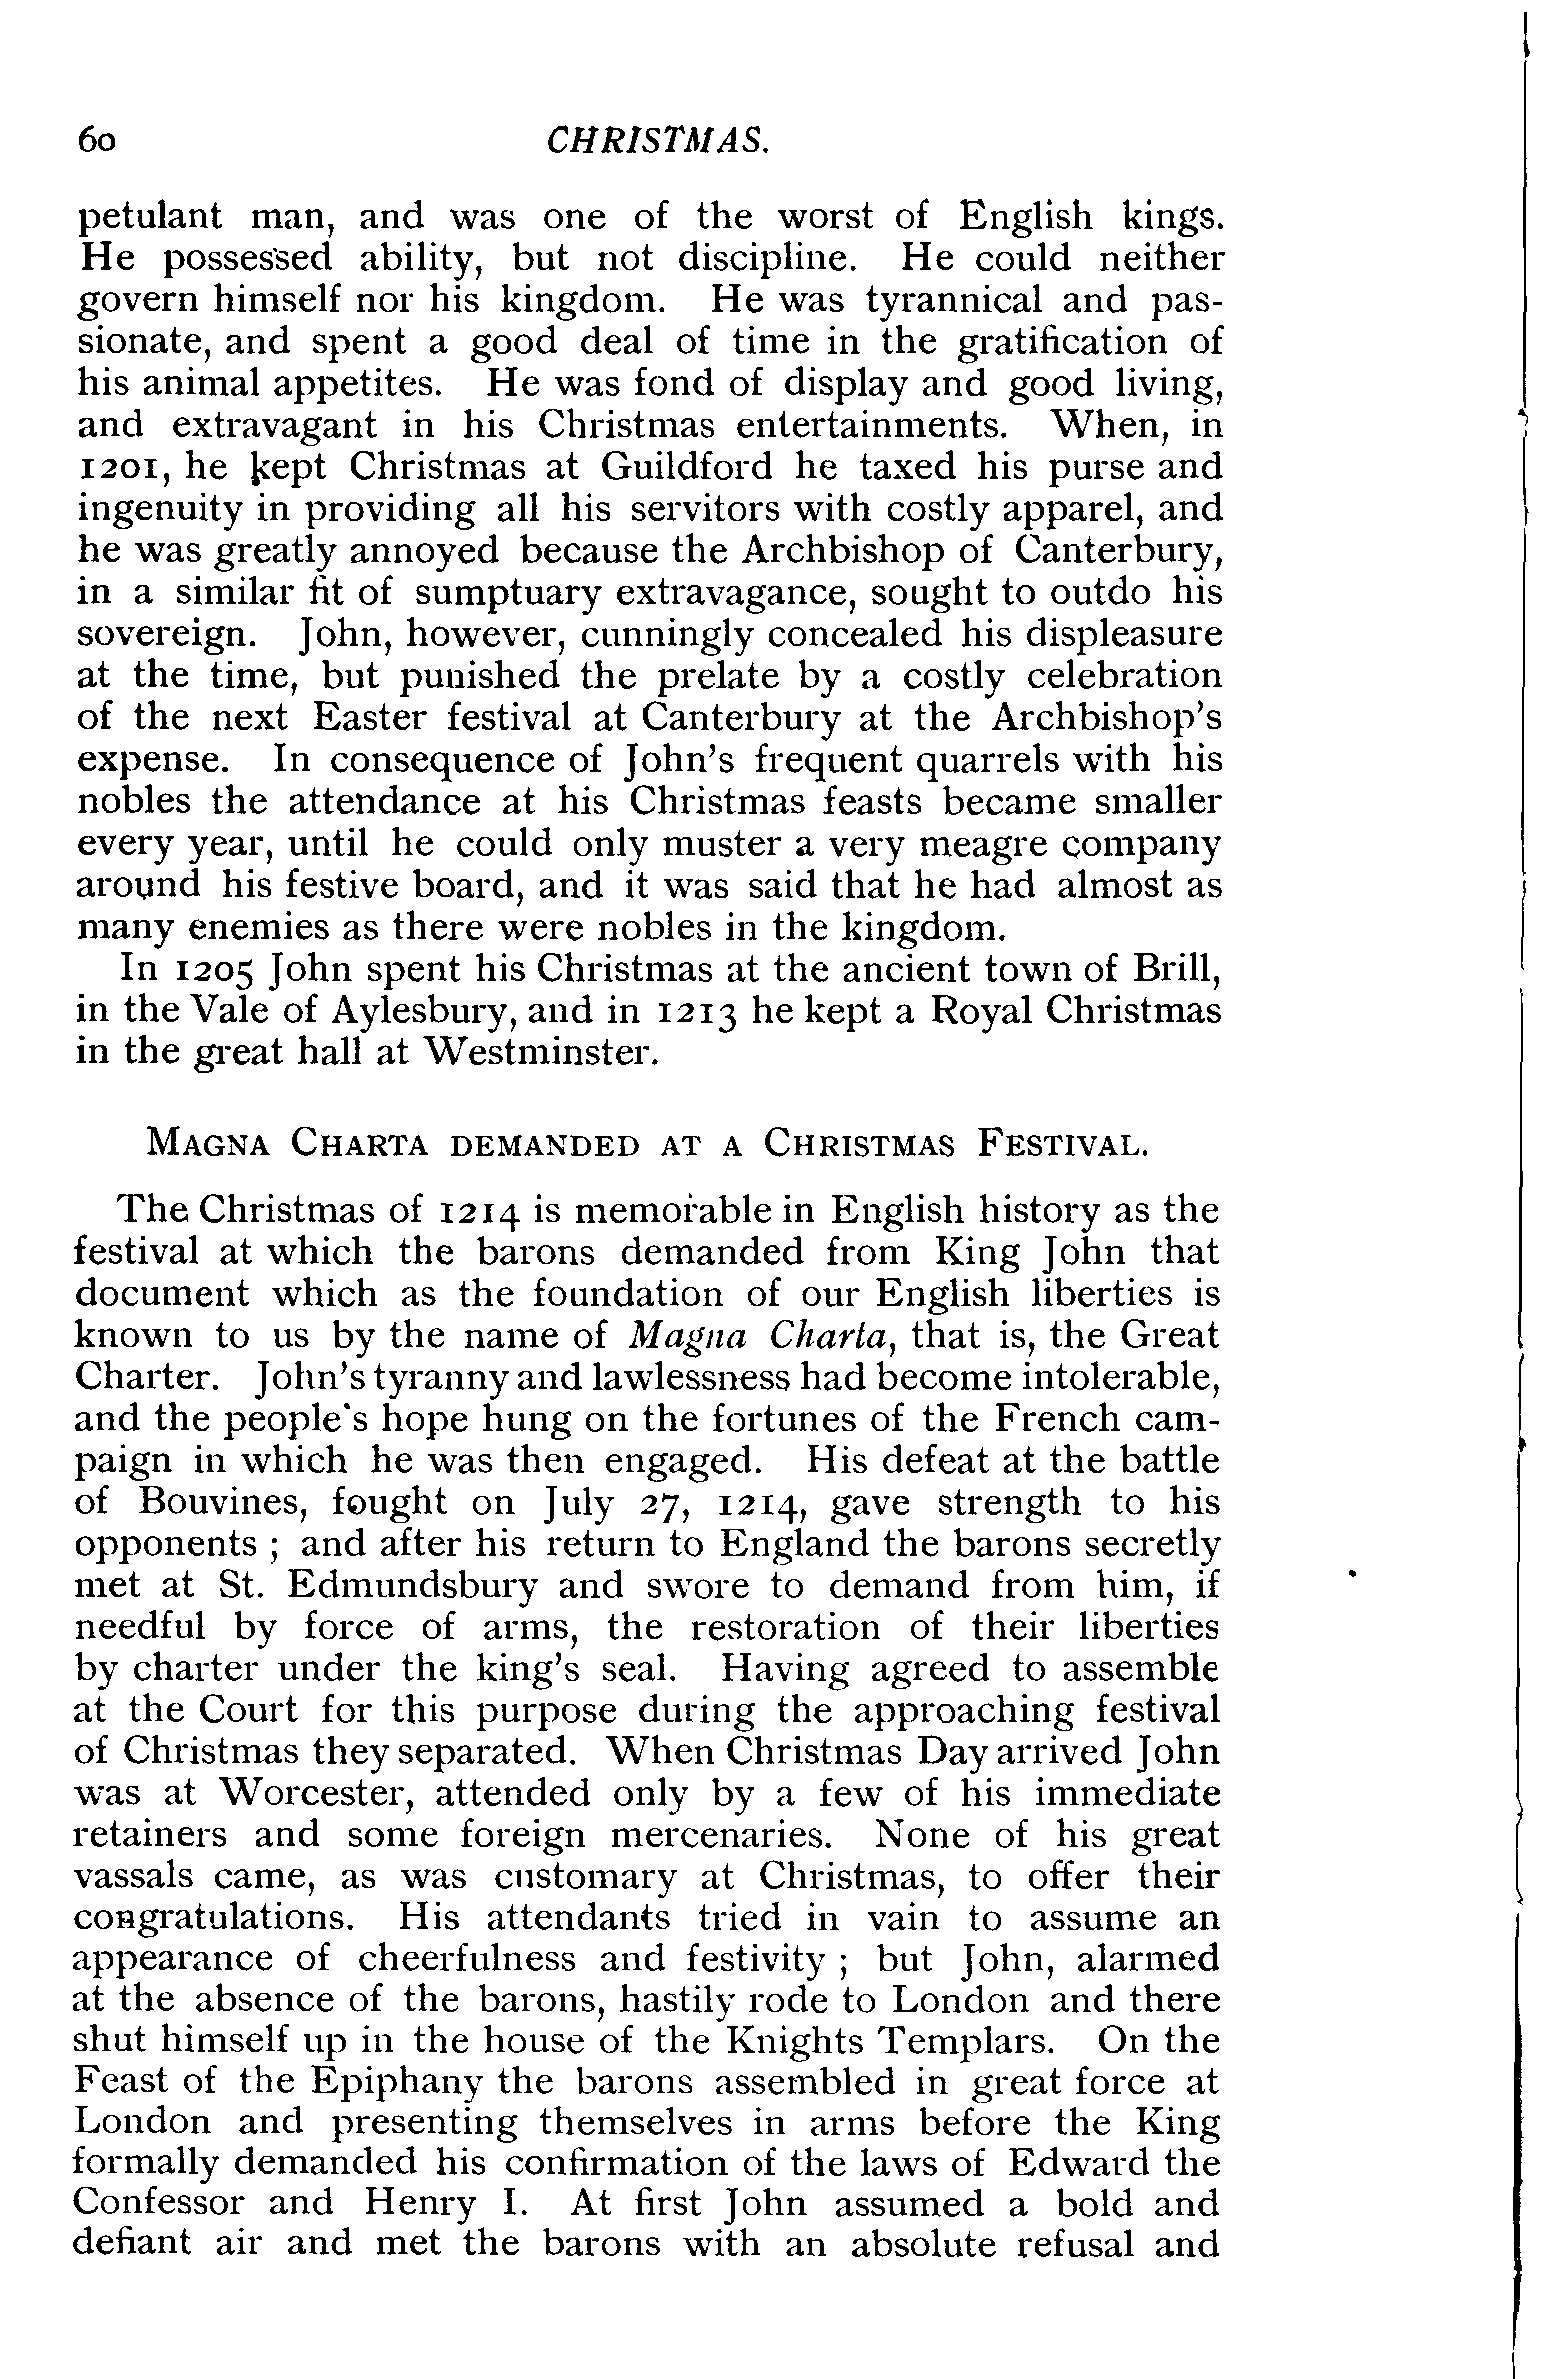 60 CHRISTMAS.
petulant man, and was one of the worst of English kings.
He possessed ability, but not discipline. He could neither
govern himself nor his kingdom. He was tyrannical and pas-
sionate, and spent a good deal of time in the gratification of
his animal appetites. He was fond of display and good living,
and extravagant in his Christmas entertainments. When, in
1201, he kept Christmas at Guildford he taxed his purse and
ingenuity in providing all his servitors with costly apparel, and
he was greatly annoyed because the Archbishop of Canterbury,
in a similar fit of sumptuary extravagance, sought to outdo his
sovereign. John, however, cunningly concealed his displeasure
at the time, but punished the prelate by a costly celebration
of the next Easter festival at Canterbury at the Archbishop's
expense. In consequence of John's frequent quarrels with his
nobles the attendance at his Christmas feasts became smaller
every year, until he could only muster a very meagre company
around his festive board, and it was said that he had almost as
many enemies as there were nobles in the kingdom.
In 1205 John spent his Christmas at the ancient town of Brill,
in the Vale of Aylesbury, and in 1213 he kept a Royal Christmas
in the great hall at Westminster.
MAGNA CHARTA DEMANDED AT A CHRISTMAS FESTIVAL.
The Christmas of 1214 is memorable in English history as the
festival at which the barons demanded from King John that
document which as the foundation of our English liberties is
known to us by the name of Magna Charta, that is, the Great
Charter. John's tyranny and lawlessness had become intolerable,
and the people's hope hung on the fortunes of the French cam-
paign in which he was then engaged. His defeat at the battle
of Bouvines, fought on July 27, 1214, gave strength to his
opponents ; and after his return to England the barons secretly
met at St. Edmundsbury and swore to demand from him, if
needful by force of arms, the restoration of their liberties
by charter under the king's seal. Having agreed to assemble
at the Court for this purpose during the approaching festival
of Christmas they separated. When Christmas Day arrived John
was at Worcester, attended only by a few of his immediate
retainers and some foreign mercenaries. None of his great
vassals came, as was customary at Christmas, to offer their
congratulations. His attendants tried in vain to assume an
appearance of cheerfulness and festivity ; but John, alarmed
at the absence of the barons, hastily rode to London and there
shut himself up in the house of the Knights Templars. On the
Feast of the Epiphany the barons assembled in great force at
London and presenting themselves in arms before the King
formally demanded his confirmation of the laws of Edward the
Confessor and Henry I. At first John assumed a bold and
defiant air and met the barons with an absolute refusal and